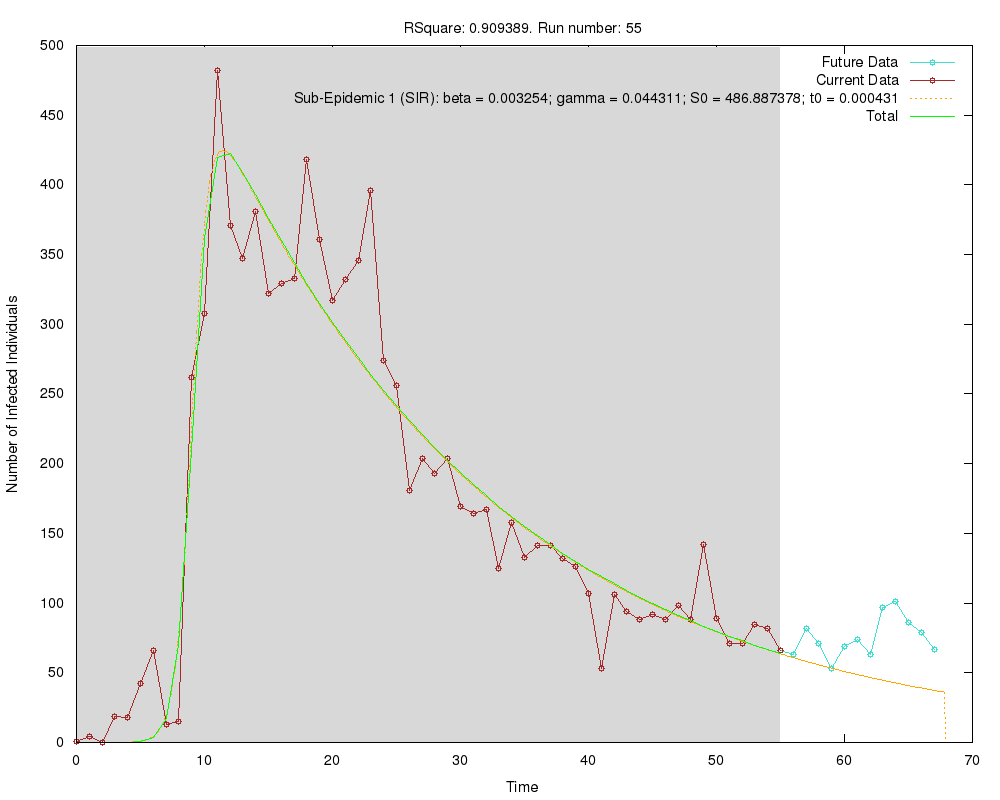 RSquare: 0.909389. Run number: 55
500
450
400
350
300
250
200
150
100
50
0
Number of Infected Individuals
Future Data
Current Data
Sub-Epidemic 1 (SIR): beta = 0.003254; gamma = 0.044311; S0 = 486.887378; t0 = 0.000431
Total
0 10 20 30 40 50 60 70
Time